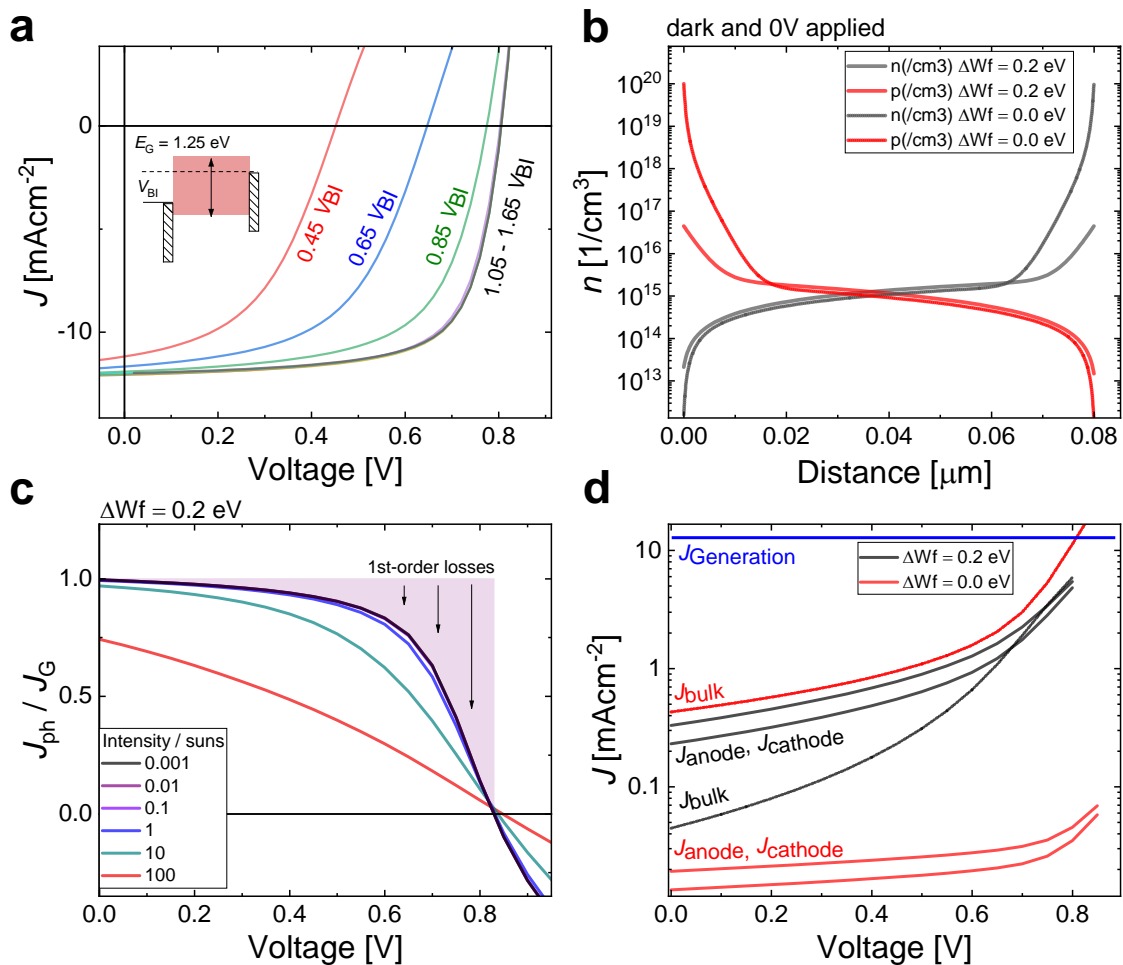 a
J [mAcm-2]
0
-10
E_G = 1.25 eV
V_BI
0.45 V_BI
0.65 V_BI
0.85 V_BI
1.05 - 1.65 V_BI
0.0 0.2 0.4 0.6 0.8
Voltage [V]
b
dark and 0V applied
n(/cm3) ΔWf = 0.2 eV
p(/cm3) ΔWf = 0.2 eV
n(/cm3) ΔWf = 0.0 eV
p(/cm3) ΔWf = 0.0 eV
n [1/cm³]
10²⁰
10¹⁹
10¹⁸
10¹⁷
10¹⁶
10¹⁵
10¹⁴
10¹³
0.00 0.02 0.04 0.06 0.08
Distance [μm]
c
ΔWf = 0.2 eV
1st-order losses
J_ph / J_G
1.0
0.5
0.0
Intensity / suns
0.001
0.01
0.1
1
10
100
0.0 0.2 0.4 0.6 0.8
Voltage [V]
d
J_Generation
ΔWf = 0.2 eV
ΔWf = 0.0 eV
J [mAcm-2]
10
1
0.1
J_bulk
J_anode, J_cathode
J_bulk
J_anode, J_cathode
0.0 0.2 0.4 0.6 0.8
Voltage [V]